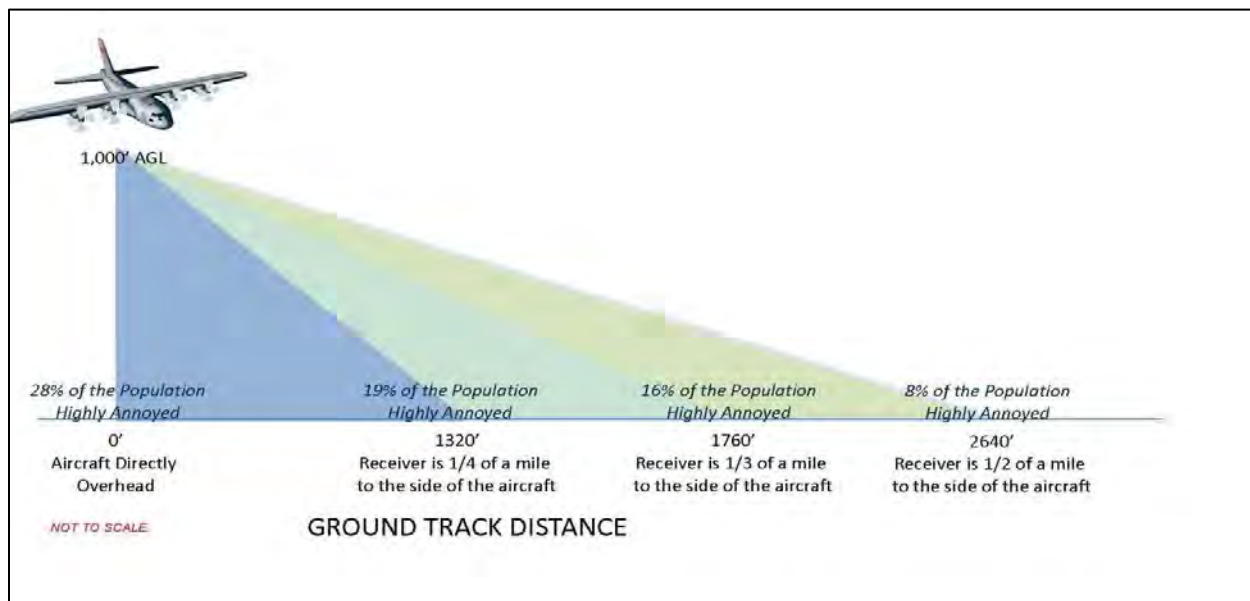 1,000' AGL
28% of the Population
Highly Annoyed
19% of the Population
Highly Annoyed
16% of the Population
Highly Annoyed
8% of the Population
Highly Annoyed
0'
Aircraft Directly
Overhead
1320'
Receiver is 1/4 of a mile
to the side of the aircraft
1760'
Receiver is 1/3 of a mile
to the side of the aircraft
2640'
Receiver is 1/2 of a mile
to the side of the aircraft
NOT TO SCALE
GROUND TRACK DISTANCE